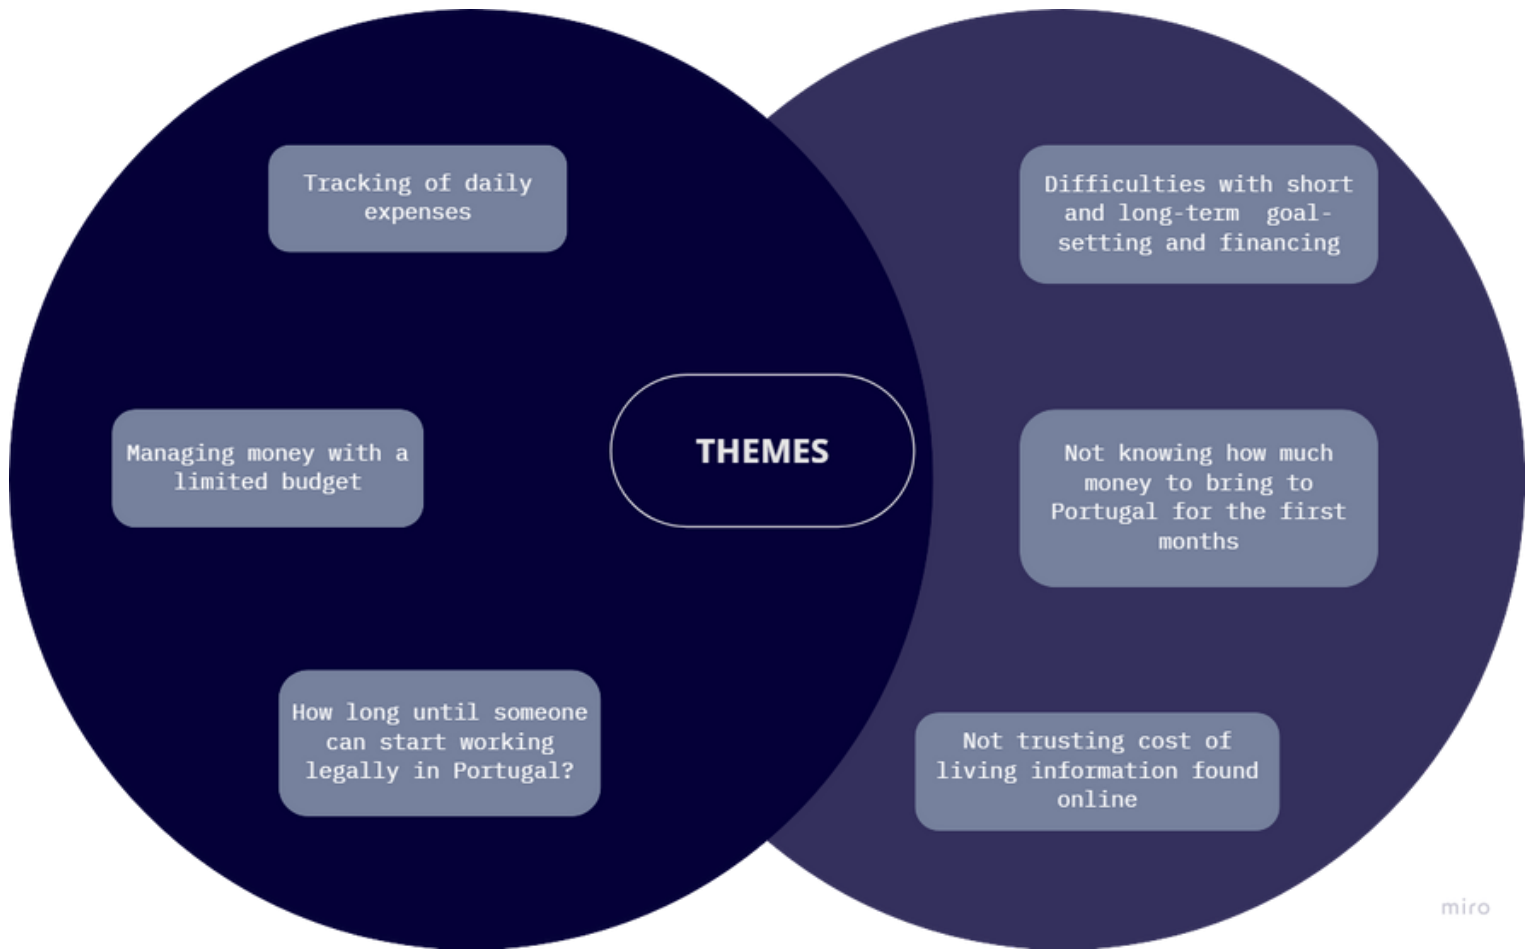 Tracking of daily
expenses
Managing money with a
limited budget
How long until someone
can start working
legally in Portugal?
THEMES
Difficulties with short
and long-term  goal-
setting and financing
Not knowing how much
money to bring to
Portugal for the first
months
Not trusting cost of
living information found
online
miro